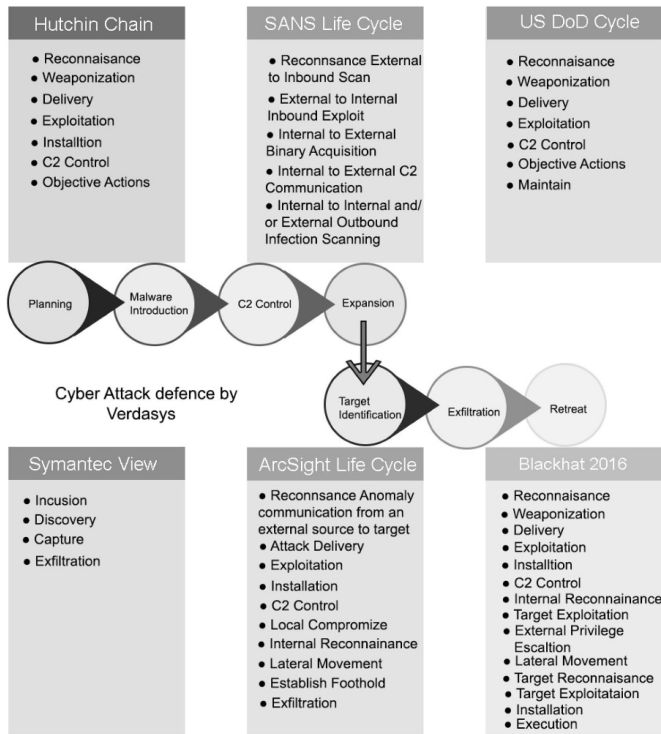 Hutchin Chain
Reconnaisance
Weaponization
Delivery
Exploitation
Installtion
C2 Control
Objective Actions
SANS Life Cycle
Reconnsance External
to Inbound Scan
External to Internal
Inbound Exploit
Internal to External
Binary Acquisition
Internal to External C2
Communication
Internal to Internal and/
or External Outbound
Infection Scanning
US DoD Cycle
Reconnaisance
Weaponization
Delivery
Exploitation
C2 Control
Objective Actions
Maintain
Planning
Malware
Introduction
C2 Control
Expansion
Cyber Attack defence by
Verdasys
Target
Identification
Exfiltration
Retreat
Symantec View
Incusion
Discovery
Capture
Exfiltration
ArcSight Life Cycle
Reconnsance Anomaly
communication from an
external source to target
Attack Delivery
Exploitation
Installation
C2 Control
Local Compromize
Internal Reconnainance
Lateral Movement
Establish Foothold
Exfiltration
Blackhat 2016
Reconnaisance
Weaponization
Delivery
Exploitation
Installtion
C2 Control
Internal Reconnainance
Target Exploitation
External Privilege
Escaltion
Lateral Movement
Target Reconnaisance
Target Exploitataion
Installation
Execution